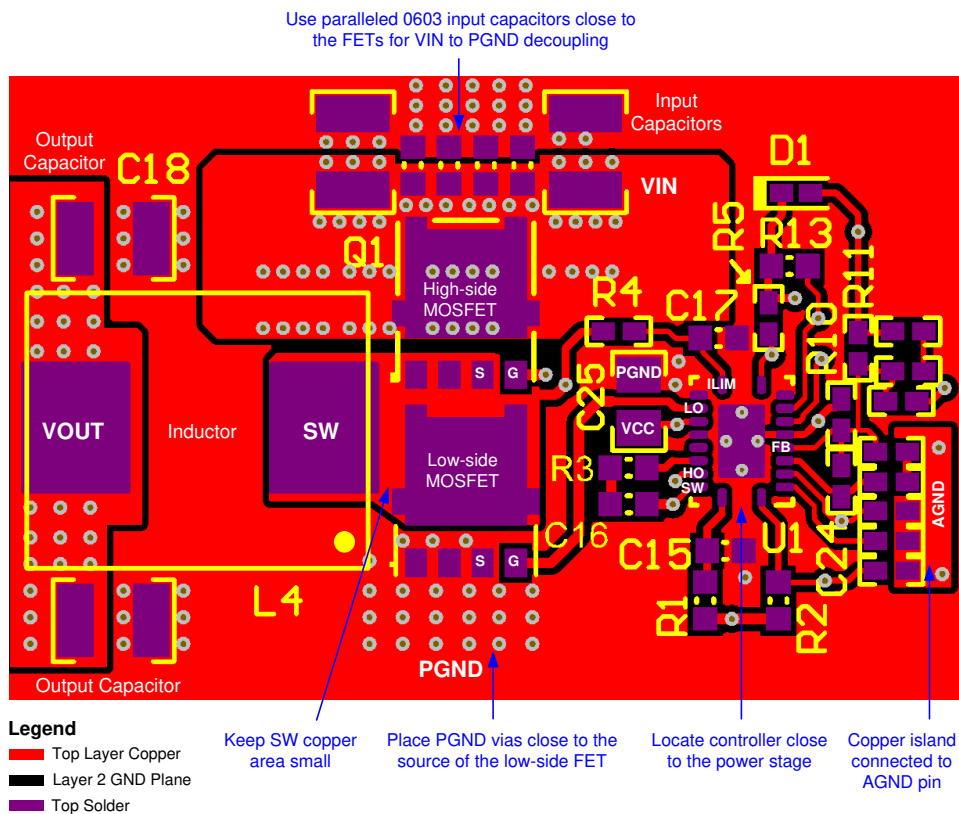 Use paralleled 0603 input capacitors close to
the FETs for VIN to PGND decoupling
Output
Capacitor
C18
Input
Capacitors
VIN
D1
R5
R13
R11
Q1
High-side
MOSFET
R4
C17
R10
S
G
C25
PGND
ILIM
LO
VCC
FB
VOUT
Inductor
SW
Low-side
MOSFET
R3
HO
SW
AGND
S
G
C16
C15
U1
C24
L4
R1
R2
PGND
Output Capacitor
Legend
Top Layer Copper
Layer 2 GND Plane
Top Solder
Keep SW copper
area small
Place PGND vias close to the
source of the low-side FET
Locate controller close
to the power stage
Copper island
connected to
AGND pin